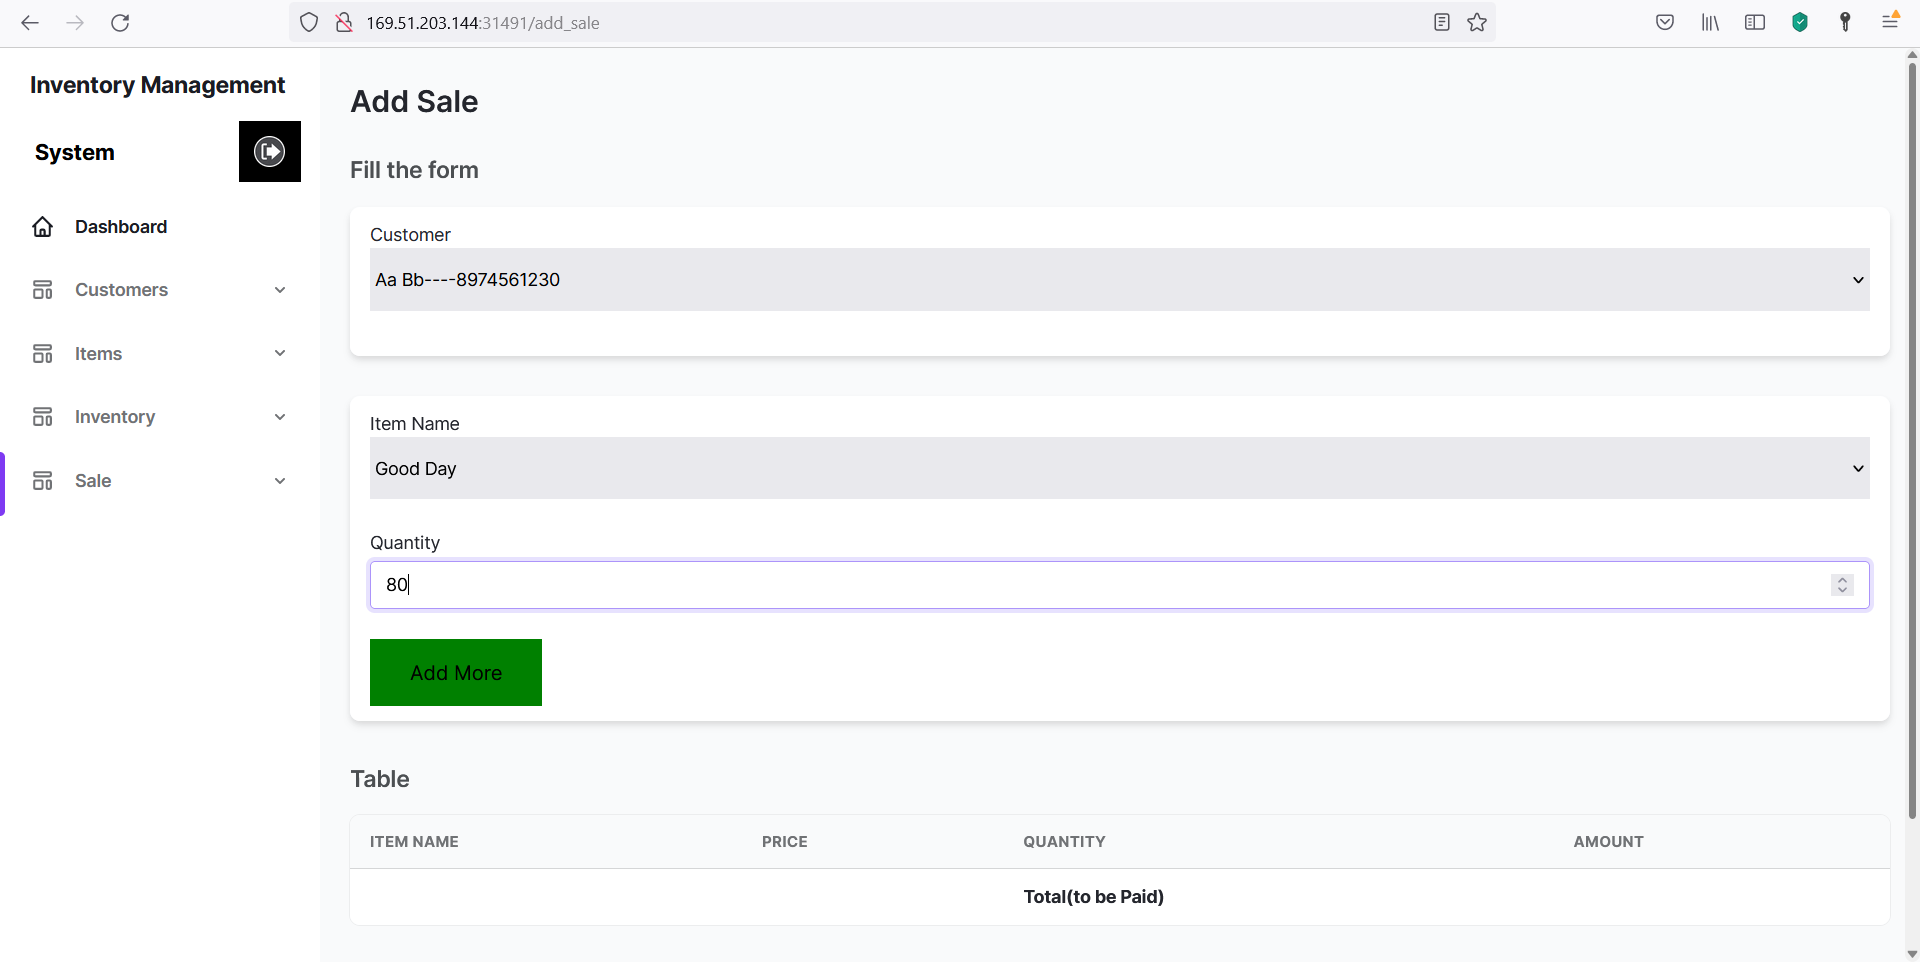 169.51.203.144:31491/add_sale
Inventory Management
System
Dashboard
Customers
Items
Inventory
Sale
Add Sale
Fill the form
Customer
Aa Bb----8974561230
Item Name
Good Day
Quantity
80
Add More
Table
ITEM NAME PRICE QUANTITY AMOUNT
Total(to be Paid)